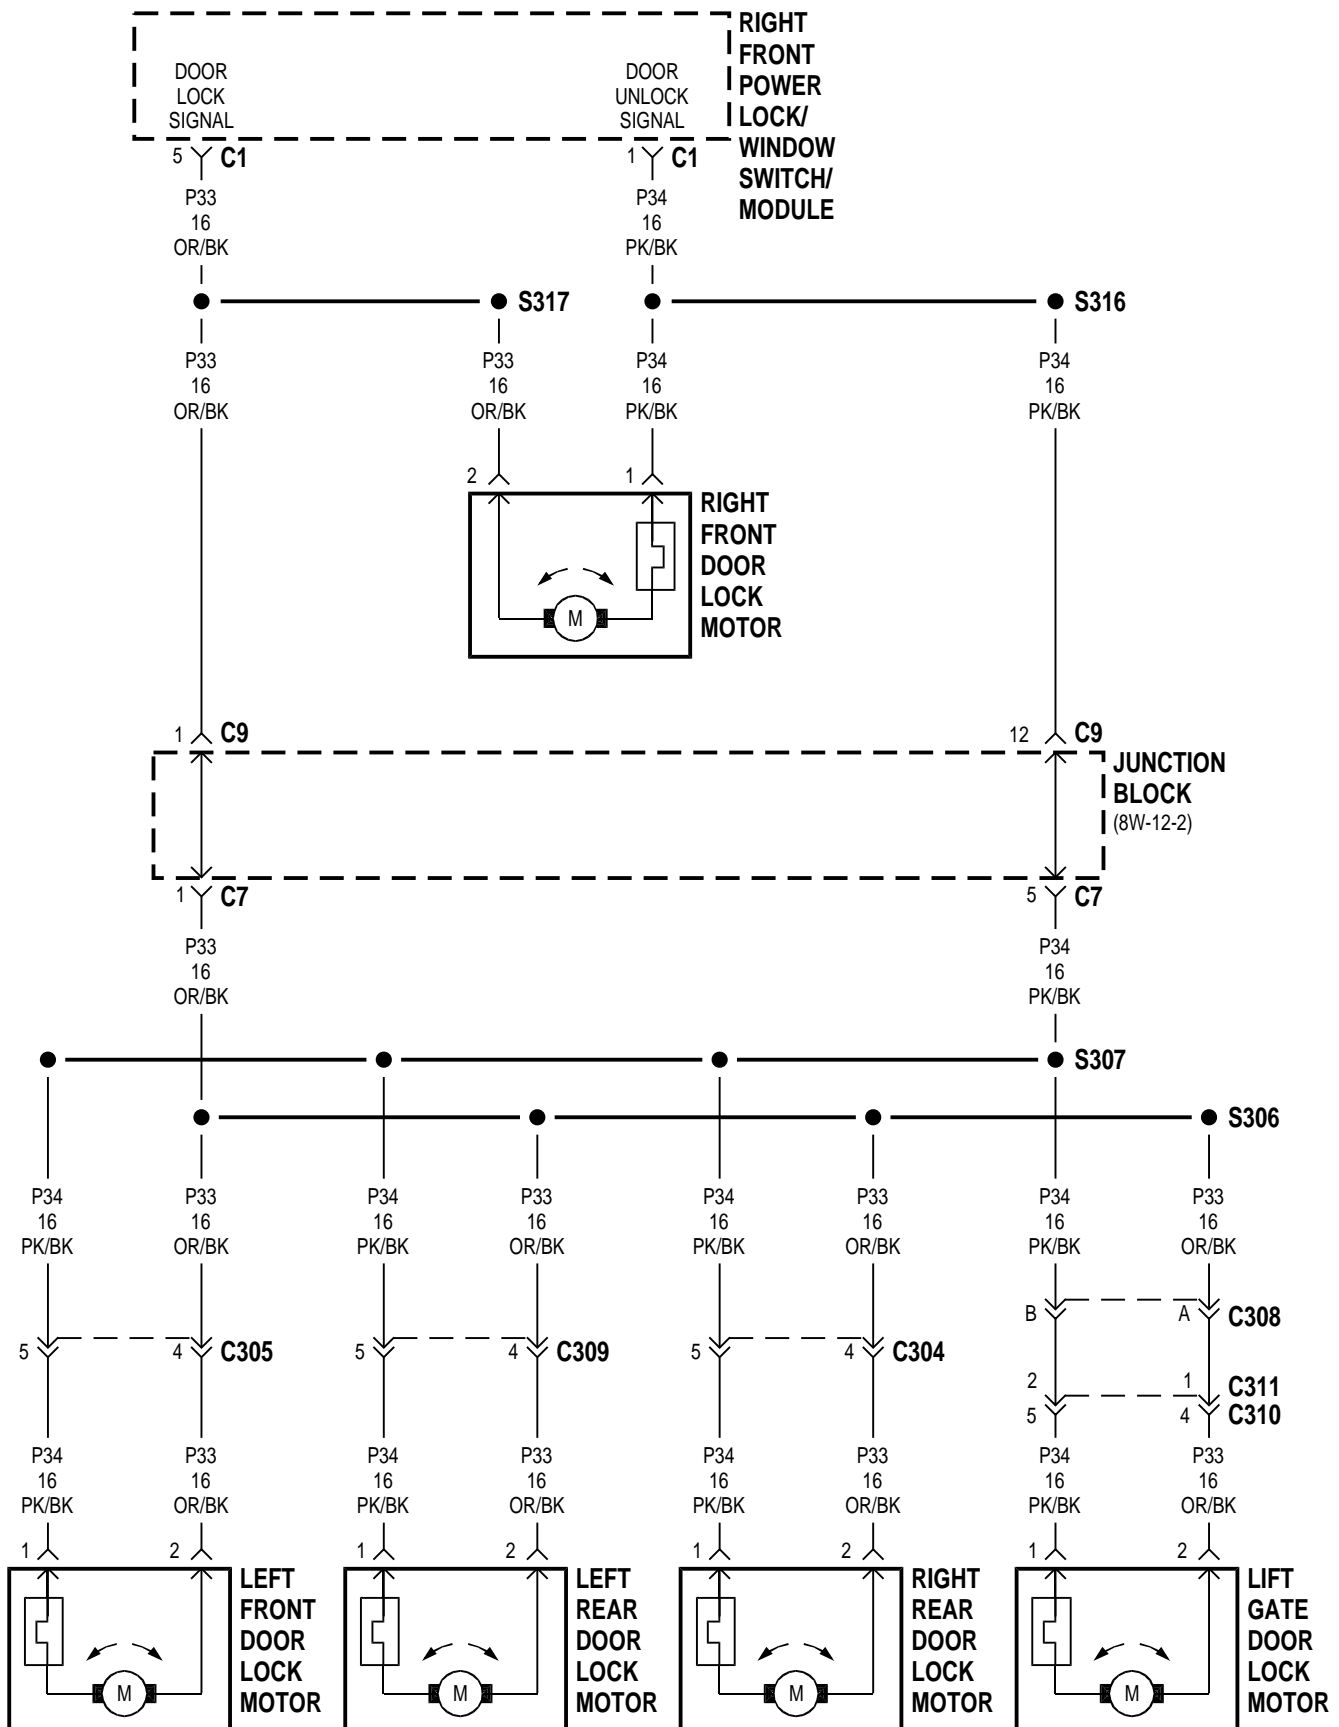 RIGHT
FRONT
POWER
LOCK/
WINDOW
SWITCH/
MODULE
DOOR
LOCK
SIGNAL
DOOR
UNLOCK
SIGNAL
5 C1
1 C1
P33
16
OR/BK
P34
16
PK/BK
S317
S316
P33
16
OR/BK
P33
16
OR/BK
P34
16
PK/BK
P34
16
PK/BK
2
1
RIGHT
FRONT
DOOR
LOCK
MOTOR
M
1 C9
12 C9
JUNCTION
BLOCK
(8W-12-2)
1 C7
5 C7
P33
16
OR/BK
P34
16
PK/BK
S307
S306
P34
16
PK/BK
P33
16
OR/BK
P34
16
PK/BK
P33
16
OR/BK
P34
16
PK/BK
P33
16
OR/BK
P34
16
PK/BK
P33
16
OR/BK
B A C308
5 4 C305
5 4 C309
5 4 C304
2 1 C311
5 4 C310
P34
16
PK/BK
P33
16
OR/BK
P34
16
PK/BK
P33
16
OR/BK
P34
16
PK/BK
P33
16
OR/BK
P34
16
PK/BK
P33
16
OR/BK
1 2
1 2
1 2
1 2
LEFT
FRONT
DOOR
LOCK
MOTOR
M
LEFT
REAR
DOOR
LOCK
MOTOR
M
RIGHT
REAR
DOOR
LOCK
MOTOR
M
LIFT
GATE
DOOR
LOCK
MOTOR
M